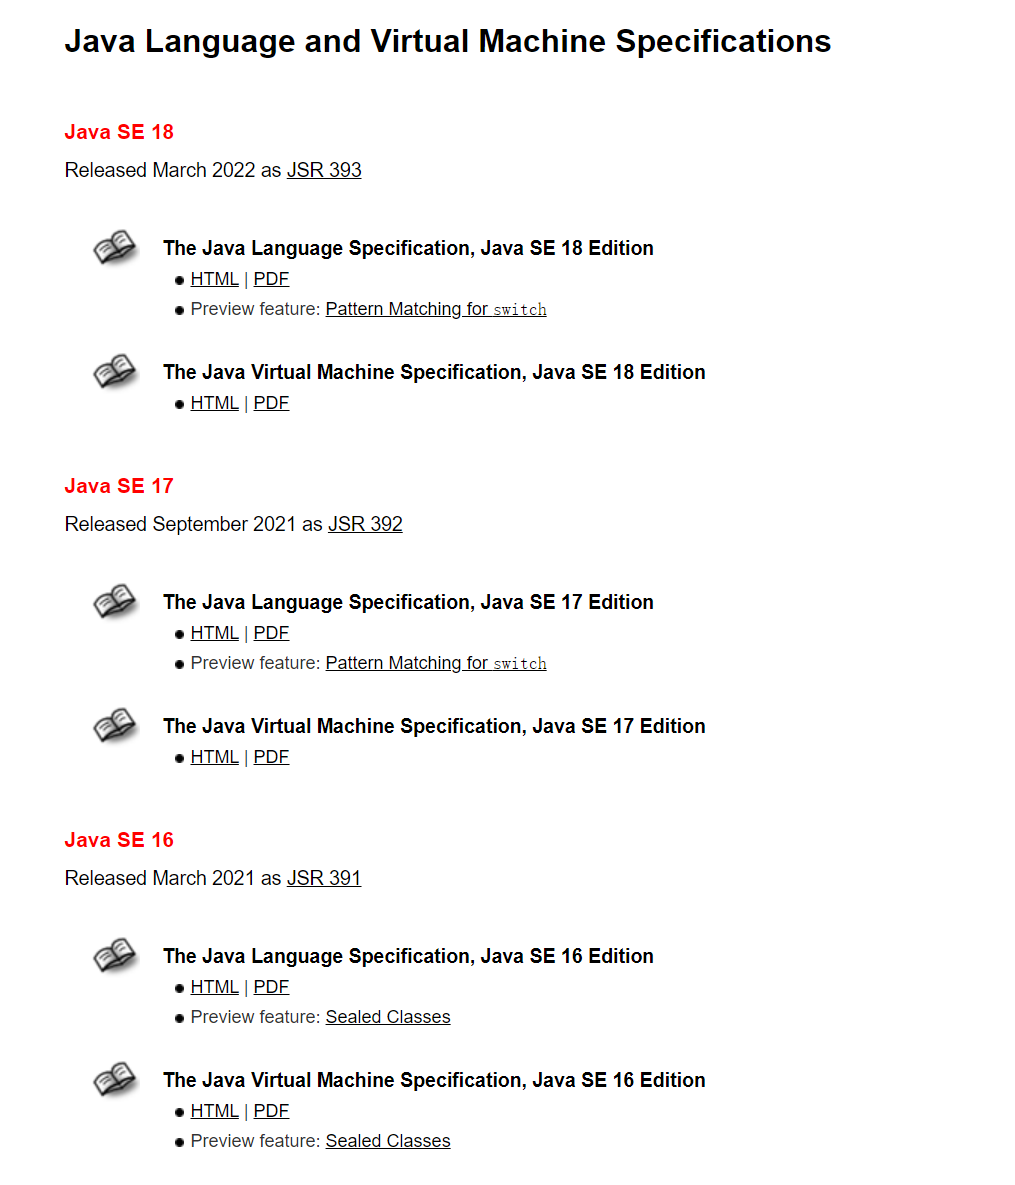 Java Language and Virtual Machine Specifications
Java SE 18
Released March 2022 as JSR 393
The Java Language Specification, Java SE 18 Edition
● HTML | PDF
● Preview feature: Pattern Matching for switch
The Java Virtual Machine Specification, Java SE 18 Edition
● HTML | PDF
Java SE 17
Released September 2021 as JSR 392
The Java Language Specification, Java SE 17 Edition
● HTML | PDF
● Preview feature: Pattern Matching for switch
The Java Virtual Machine Specification, Java SE 17 Edition
● HTML | PDF
Java SE 16
Released March 2021 as JSR 391
The Java Language Specification, Java SE 16 Edition
● HTML | PDF
● Preview feature: Sealed Classes
The Java Virtual Machine Specification, Java SE 16 Edition
● HTML | PDF
● Preview feature: Sealed Classes